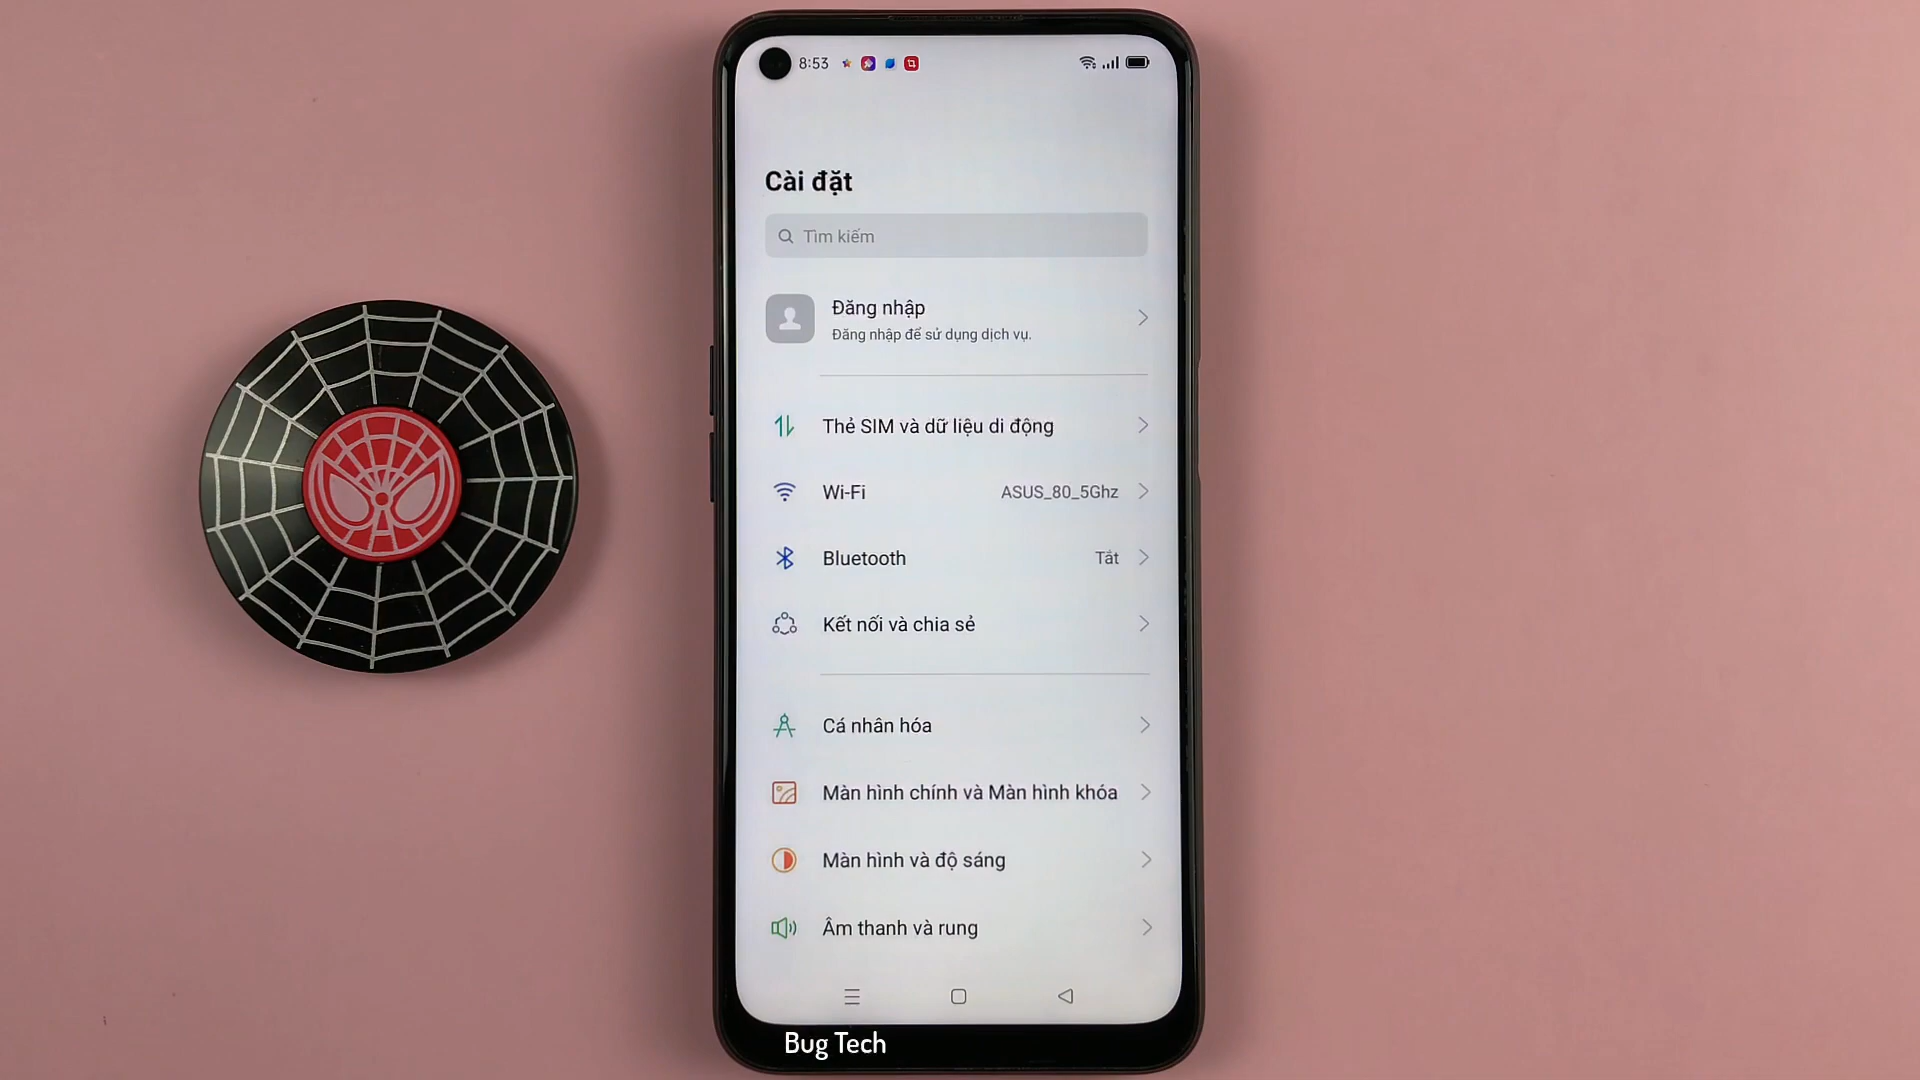 8:53
Cài đặt
Tìm kiếm
Đăng nhập
Đăng nhập để sử dụng dịch vụ.
Thẻ SIM và dữ liệu di động
Wi-Fi ASUS_80_5Ghz
Bluetooth Tắt
Kết nối và chia sẻ
Cá nhân hóa
Màn hình chính và Màn hình khóa
Màn hình và độ sáng
Âm thanh và rung
Bug Tech